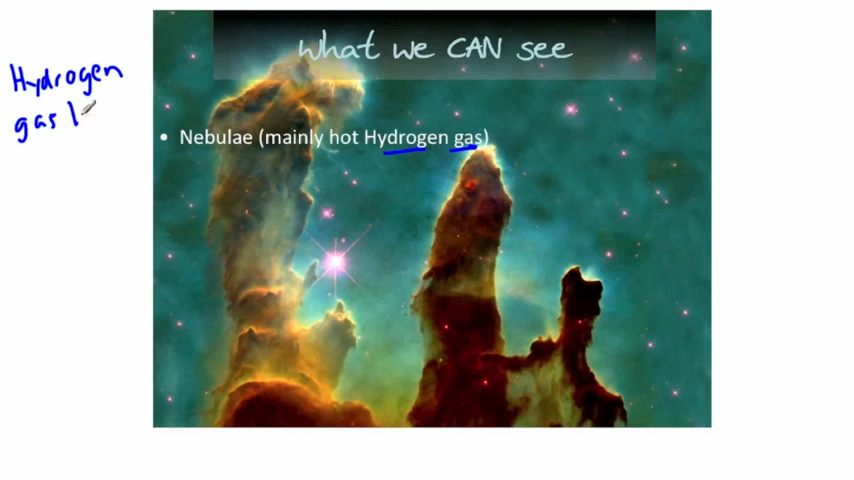 what we CAN see
Hydrogen
gas
• Nebulae (mainly hot Hydrogen gas)